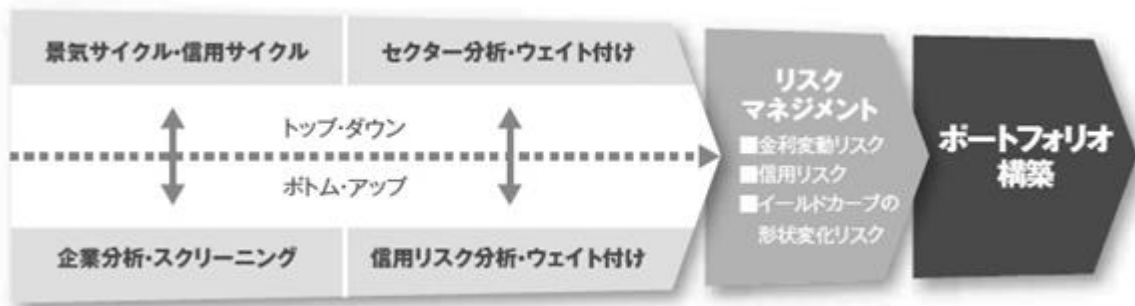 景気サイクル・信用サイクル
セクター分析・ウェイト付け
トップ・ダウン
ボトム・アップ
企業分析・スクリーニング
信用リスク分析・ウェイト付け
リスク
マネジメント
■金利変動リスク
■信用リスク
■イールドカーブの
形状変化リスク
ポートフォリオ
構築